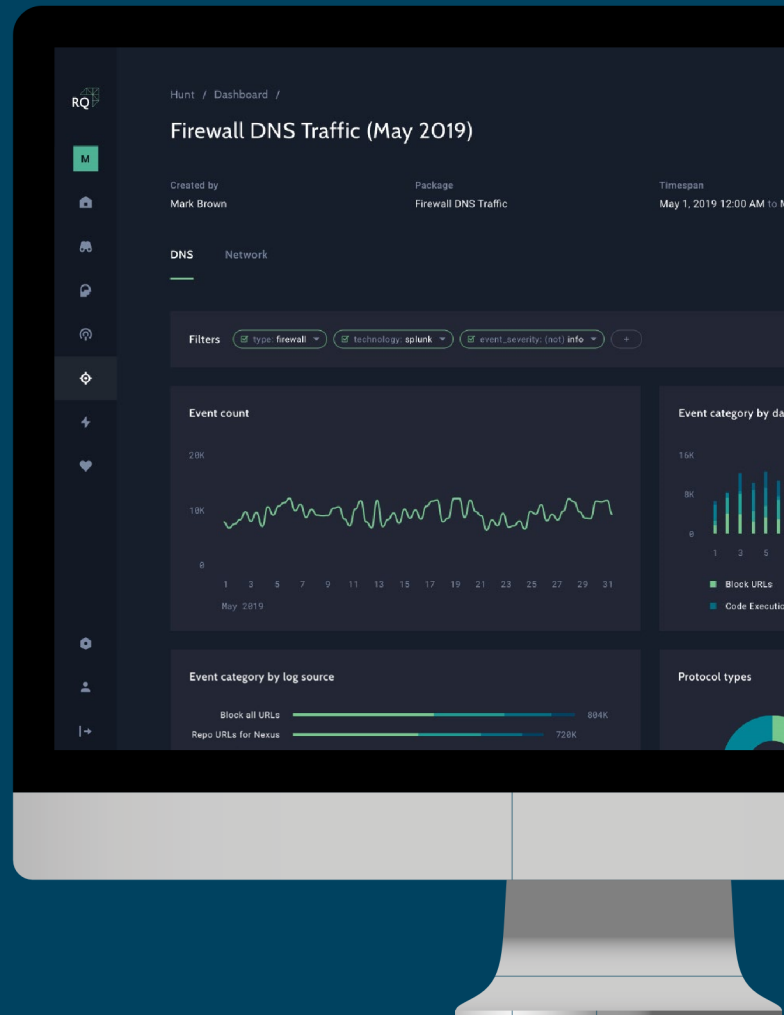 RQ
Hunt / Dashboard /
Firewall DNS Traffic (May 2019)
M
Created by
Mark Brown
Package
Firewall DNS Traffic
Timespan
May 1, 2019 12:00 AM to
DNS Network
Filters type: firewall technology: splunk event_severity: (not) info +
Event count
20K
10K
0
1 3 5 7 9 11 13 15 17 19 21 23 25 27 29 31
May 2019
Event category by
16K
8K
0
1 3 5
Block URLs
Code
Event category by log source
Block all URLs 804K
Repo URLs for Nexus 720K
Protocol types